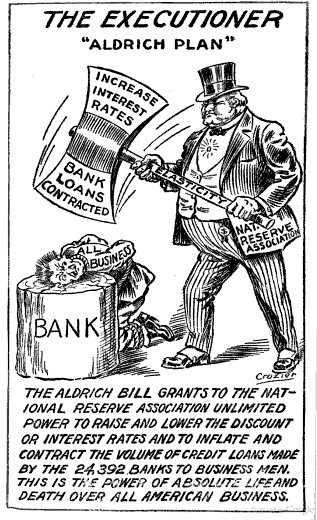 THE EXECUTIONER
"ALDRICH PLAN"
INCREASE
INTEREST
RATES
BANK
LOANS
CONTRACTED
ELASTICITY
NAT.
RESERVE
ASSOCIATION
ALL
BUSINESS
BANK
Crozier
THE ALDRICH BILL GRANTS TO THE NAT-
IONAL RESERVE ASSOCIATION UNLIMITED
POWER TO RAISE AND LOWER THE DISCOUNT
OR INTEREST RATES AND TO INFLATE AND
CONTRACT THE VOLUME OF CREDIT LOANS MADE
BY THE 24,392 BANKS TO BUSINESS MEN.
THIS IS THE POWER OF ABSOLUTE LIFE AND
DEATH OVER ALL AMERICAN BUSINESS.